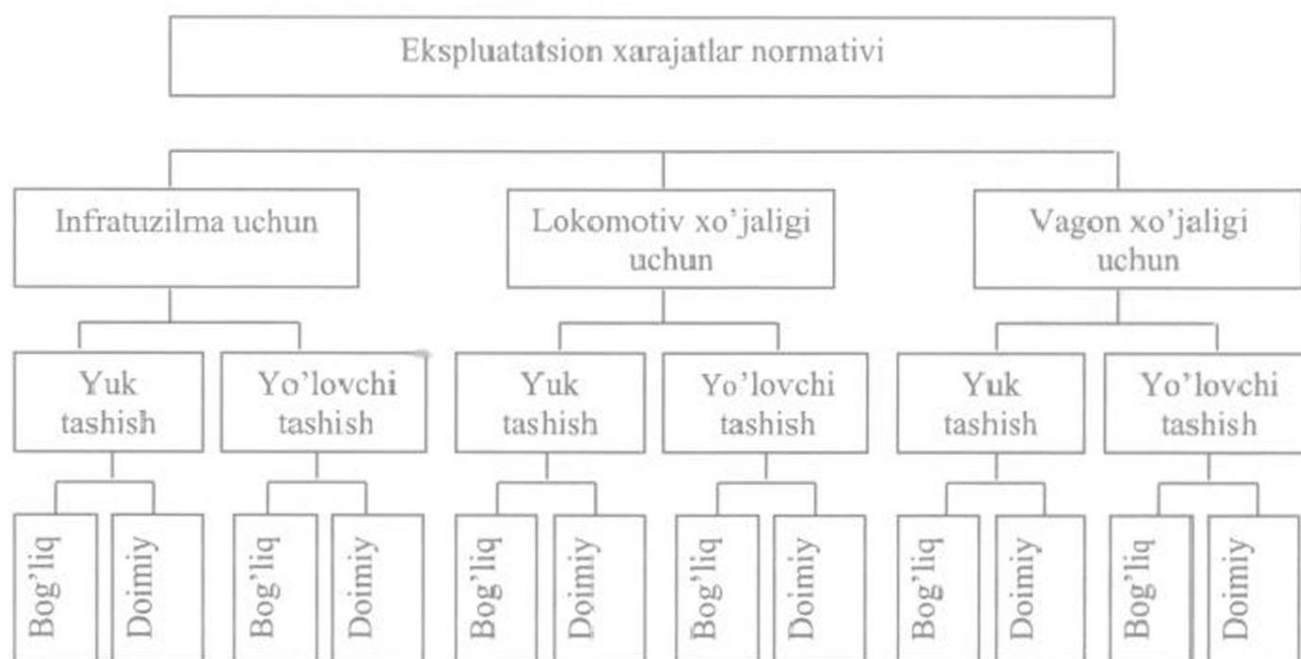 Ekspluatatsion xarajatlar normativi
Infratuzilma uchun
Lokomotiv xo’jaligi
uchun
Vagon xo’jaligi
uchun
Yuk
tashish
Yo’lovchi
tashish
Yuk
tashish
Yo’lovchi
tashish
Yuk
tashish
Yo’lovchi
tashish
Bog’liq
Doimiy
Bog’liq
Doimiy
Bog’liq
Doimiy
Bog’liq
Doimiy
Bog’liq
Doimiy
Bog’liq
Doimiy